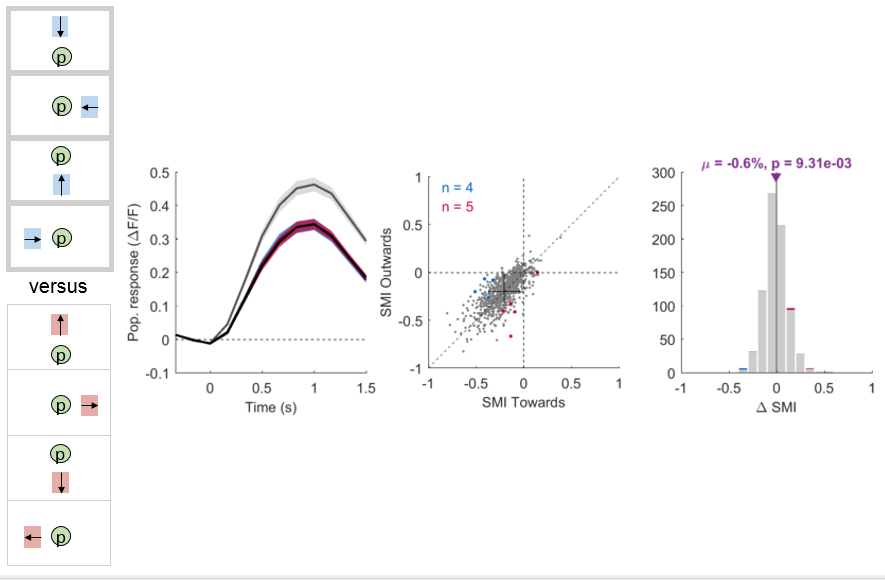 p
p
p
p
versus
p
p
p
p
Pop. response (ΔF/F)
0.5
0.4
0.3
0.2
0.1
0
-0.1
0
0.5
1
1.5
Time (s)
SMI Outwards
1
0.5
0
-0.5
-1
n = 4
n = 5
-1
-0.5
0
0.5
1
SMI Towards
μ = -0.6%, p = 9.31e-03
300
250
200
150
100
50
0
-1
-0.5
0
0.5
1
Δ SMI